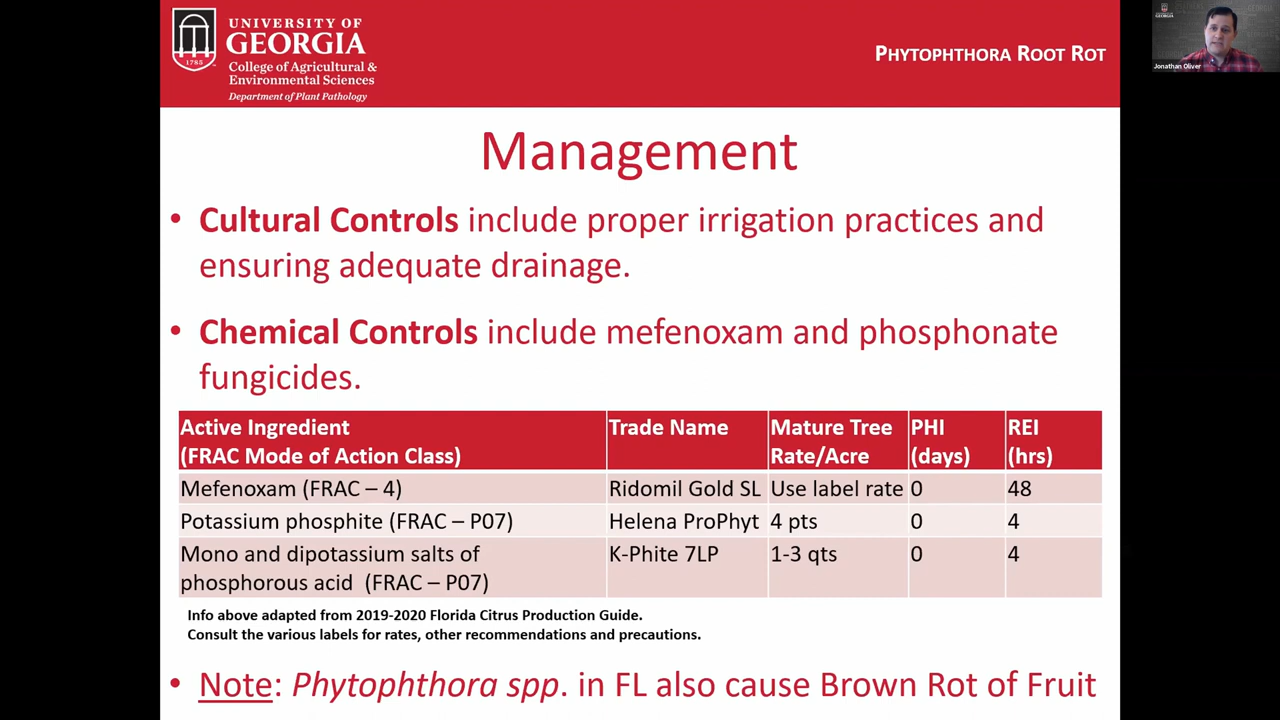 UNIVERSITY OF
GEORGIA
College of Agricultural &
Environmental Sciences
Department of Plant Pathology
1785
PHYTOPHTHORA ROOT ROT
Jonathan Oliver
Management
• Cultural Controls include proper irrigation practices and
ensuring adequate drainage.
• Chemical Controls include mefenoxam and phosphonate
fungicides.
Active Ingredient
(FRAC Mode of Action Class) Trade Name Mature Tree
Rate/Acre PHI
(days) REI
(hrs)
Mefenoxam (FRAC – 4) Ridomil Gold SL Use label rate 0 48
Potassium phosphite (FRAC – P07) Helena ProPhyt 4 pts 0 4
Mono and dipotassium salts of
phosphorous acid (FRAC – P07) K-Phite 7LP 1-3 qts 0 4
Info above adapted from 2019-2020 Florida Citrus Production Guide.
Consult the various labels for rates, other recommendations and precautions.
• Note: Phytophthora spp. in FL also cause Brown Rot of Fruit